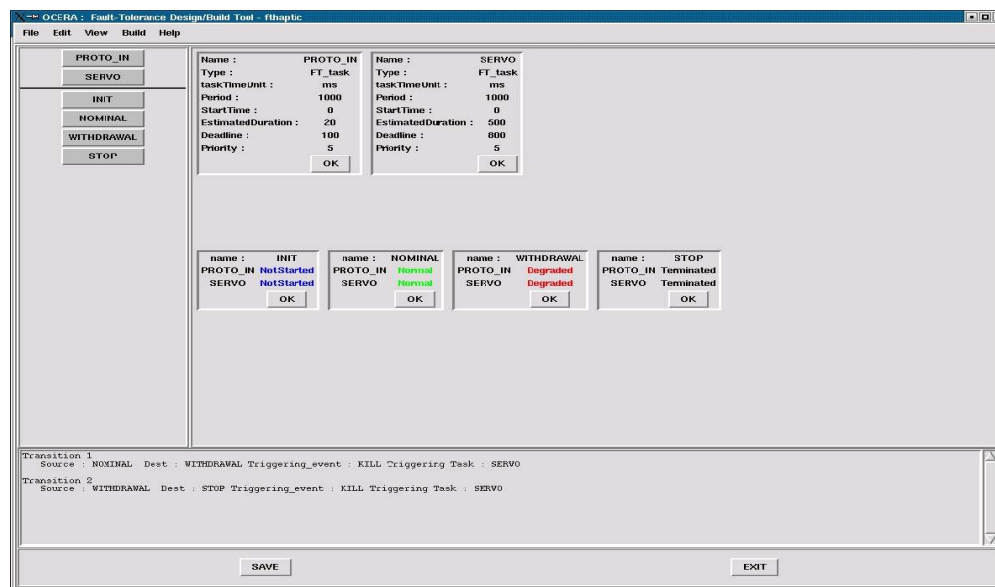 OCERA : Fault-Tolerance Design/Build Tool - fthaptic
File Edit View Build Help
PROTO_IN
SERVO
INIT
NOMINAL
WITHDRAWAL
STOP
Name : PROTO_IN
Type : FT_task
taskTimeUnit : ms
Period : 1000
StartTime : 0
EstimatedDuration : 20
Deadline : 100
Priority : 5
OK
Name : SERVO
Type : FT_task
taskTimeUnit : ms
Period : 1000
StartTime : 0
EstimatedDuration : 500
Deadline : 800
Priority : 5
OK
name : INIT
PROTO_IN NotStarted
SERVO NotStarted
OK
name : NOMINAL
PROTO_IN Normal
SERVO Normal
OK
name : WITHDRAWAL
PROTO_IN Degraded
SERVO Degraded
OK
name : STOP
PROTO_IN Terminated
SERVO Terminated
OK
Transition 1
Source : NOMINAL Dest : WITHDRAWAL Triggering_event : KILL Triggering Task : SERVO
Transition 2
Source : WITHDRAWAL Dest : STOP Triggering_event : KILL Triggering Task : SERVO
SAVE
EXIT